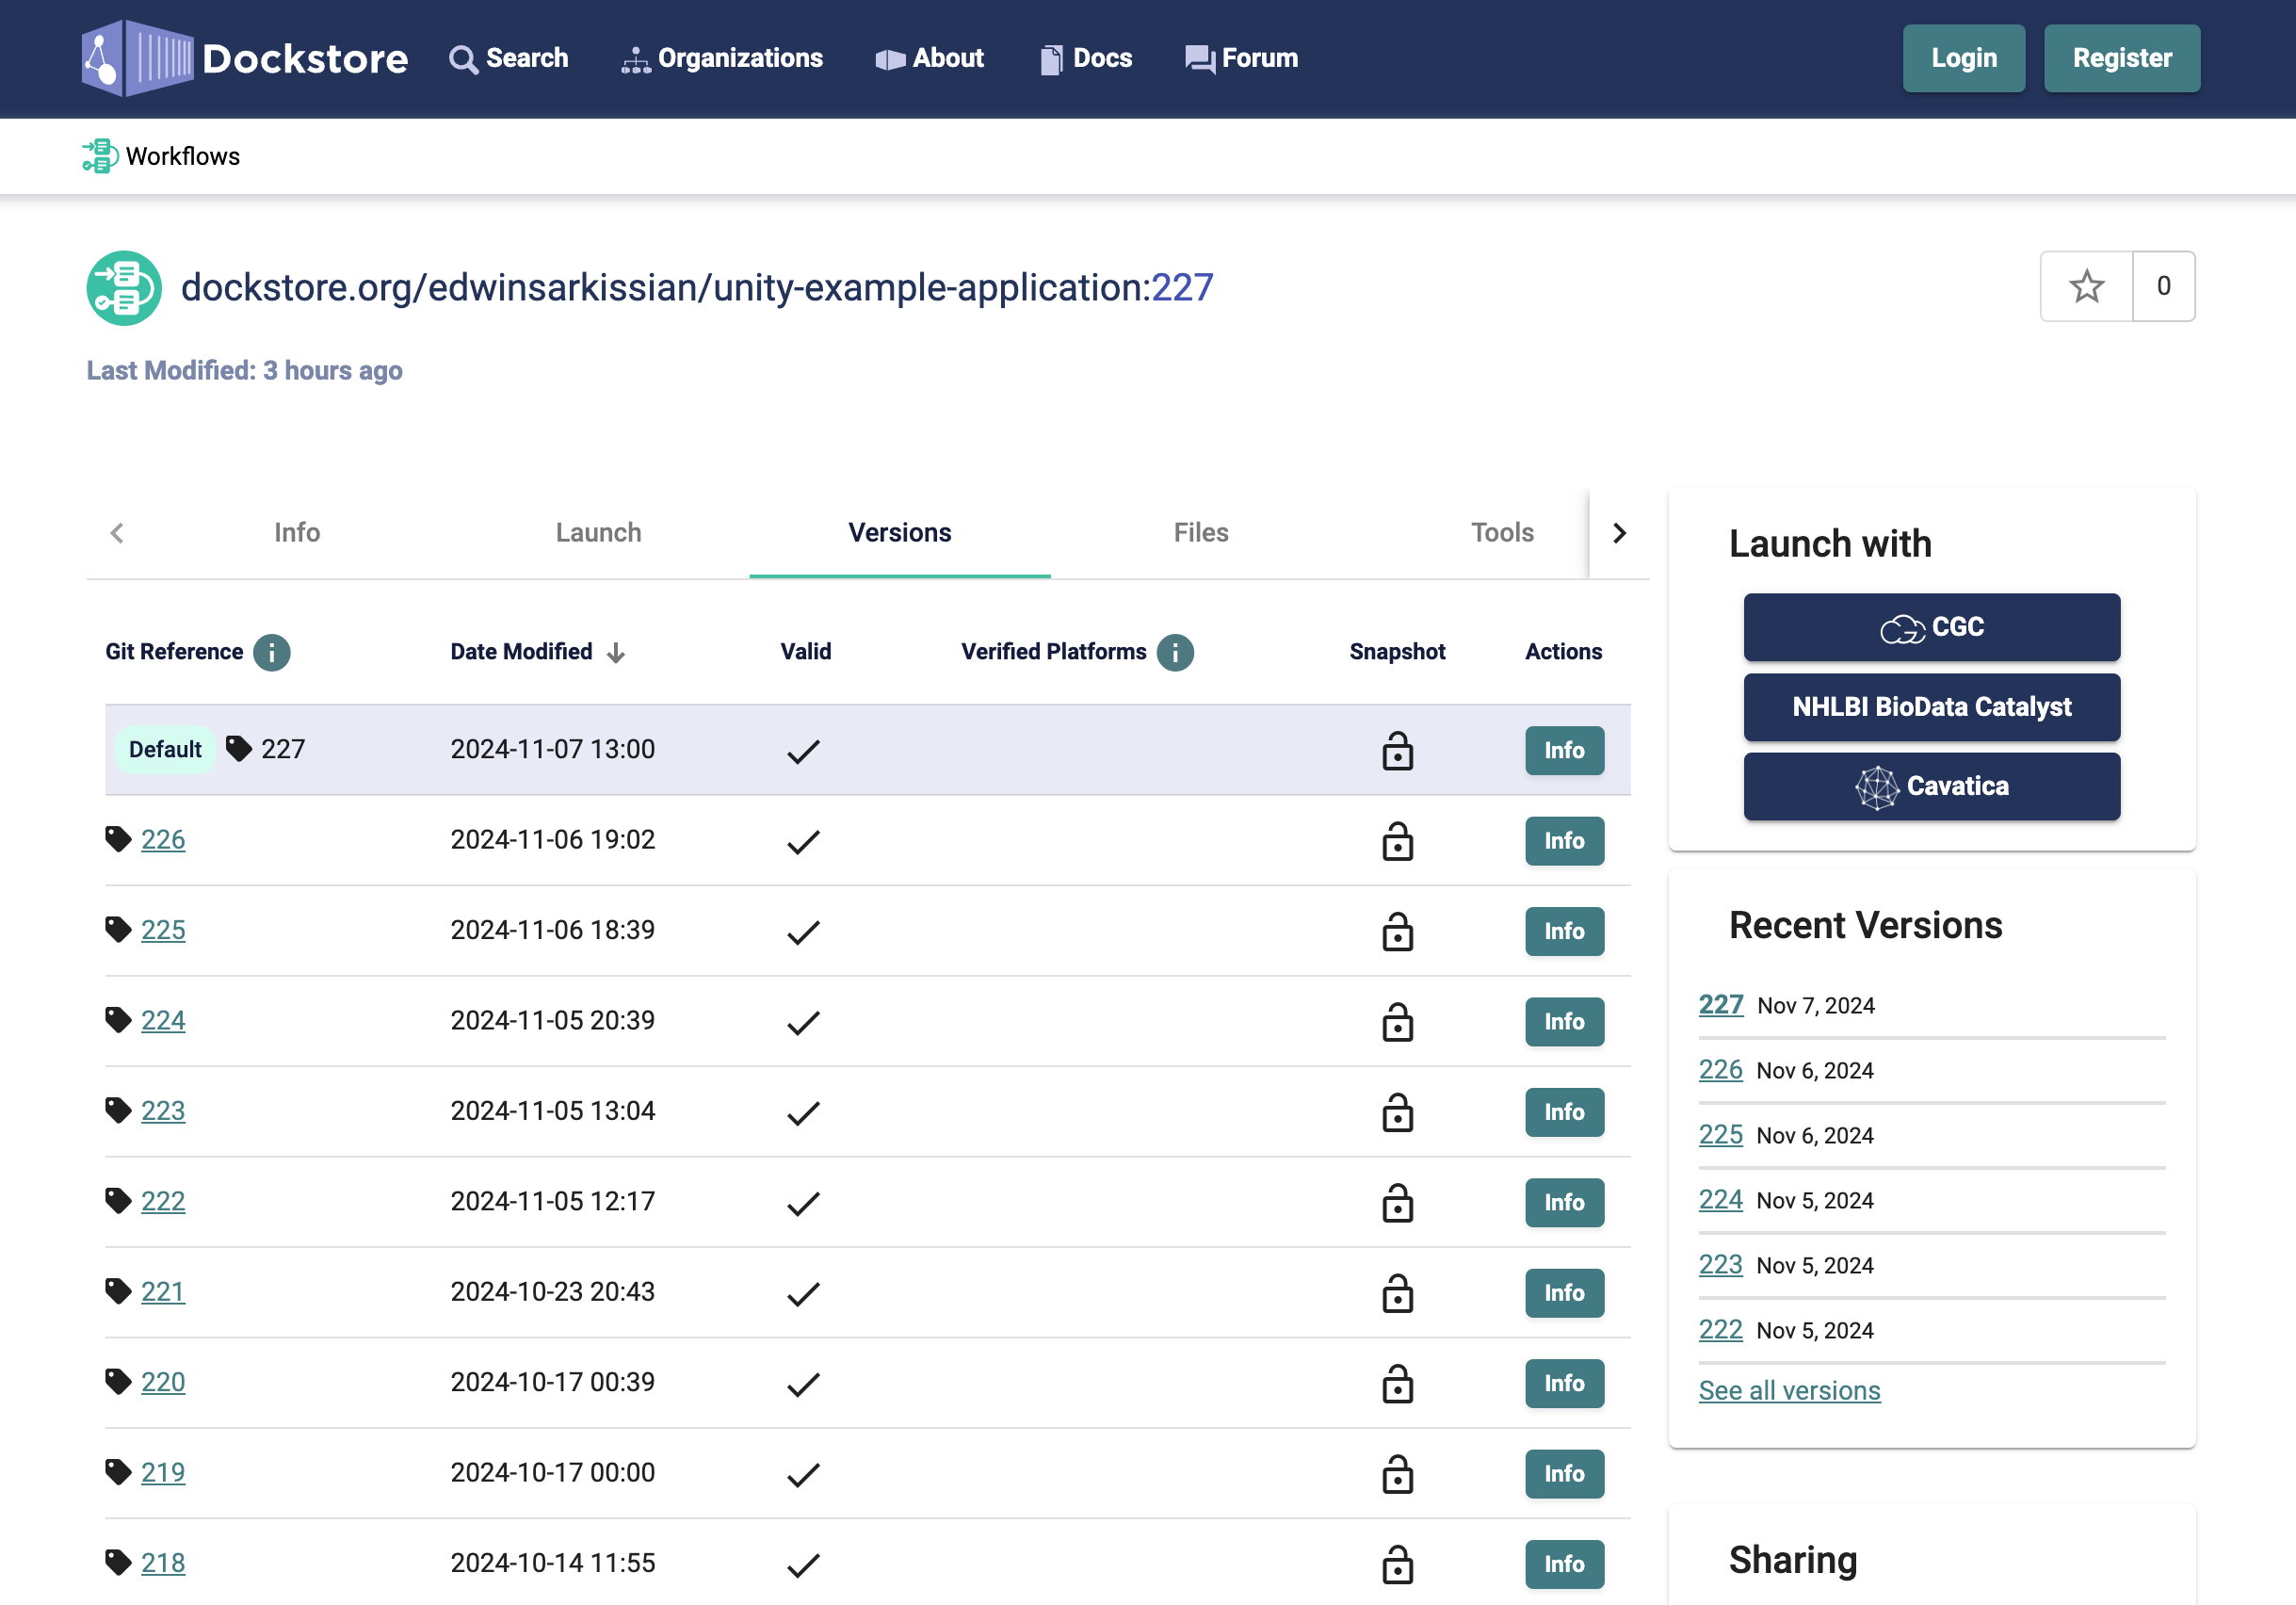 Dockstore Search Organizations About Docs Forum Login Register
Workflows
dockstore.org/edwinsarkissian/unity-example-application:227
0
Last Modified: 3 hours ago
Info Launch Versions Files Tools
Git Reference i Date Modified Valid Verified Platforms i Snapshot Actions
Default 227 2024-11-07 13:00 Info
226 2024-11-06 19:02 Info
225 2024-11-06 18:39 Info
224 2024-11-05 20:39 Info
223 2024-11-05 13:04 Info
222 2024-11-05 12:17 Info
221 2024-10-23 20:43 Info
220 2024-10-17 00:39 Info
219 2024-10-17 00:00 Info
218 2024-10-14 11:55 Info
Launch with
CGC
NHLBI BioData Catalyst
Cavatica
Recent Versions
227 Nov 7, 2024
226 Nov 6, 2024
225 Nov 6, 2024
224 Nov 5, 2024
223 Nov 5, 2024
222 Nov 5, 2024
See all versions
Sharing